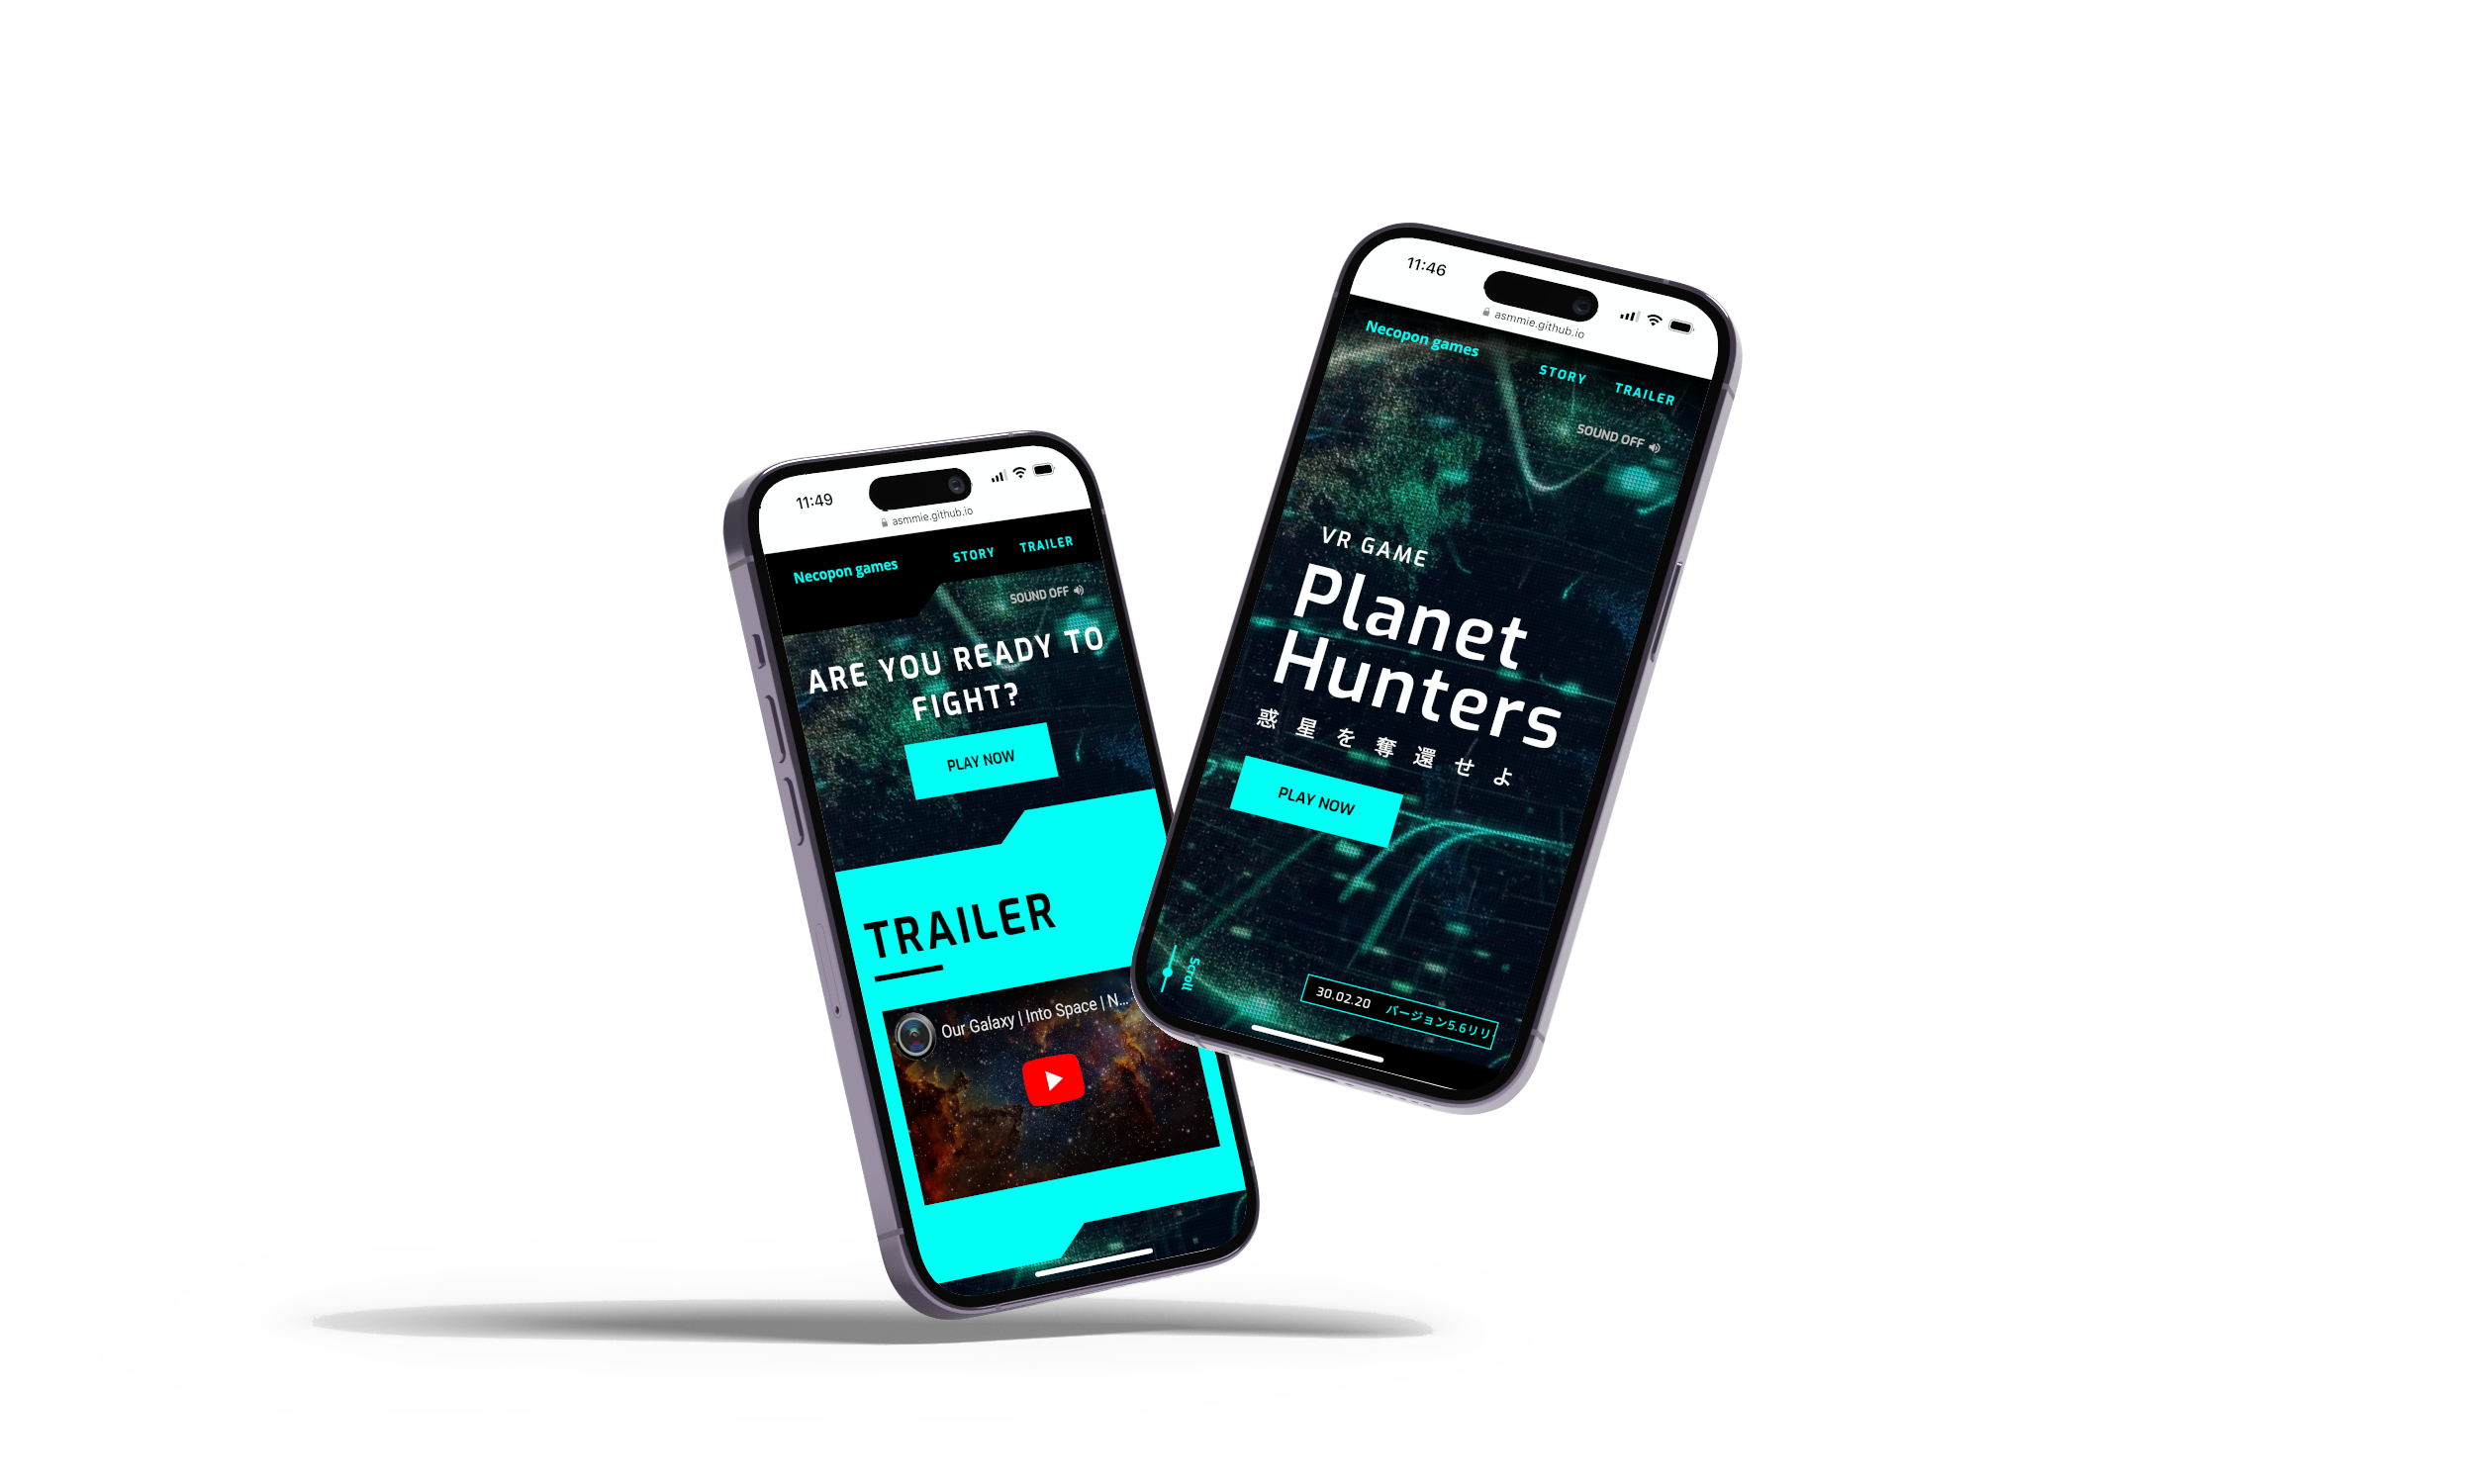 11:49
asmmie.github.io
Necopon games
STORY
TRAILER
SOUND OFF
ARE YOU READY TO
FIGHT?
PLAY NOW
TRAILER
Our Galaxy | Into Space | N...
11:46
asmmie.github.io
Necopon games
STORY
TRAILER
SOUND OFF
VR GAME
Planet
Hunters
惑星を奪還せよ
PLAY NOW
Scroll
30.02.20 バージョン5.6リリ